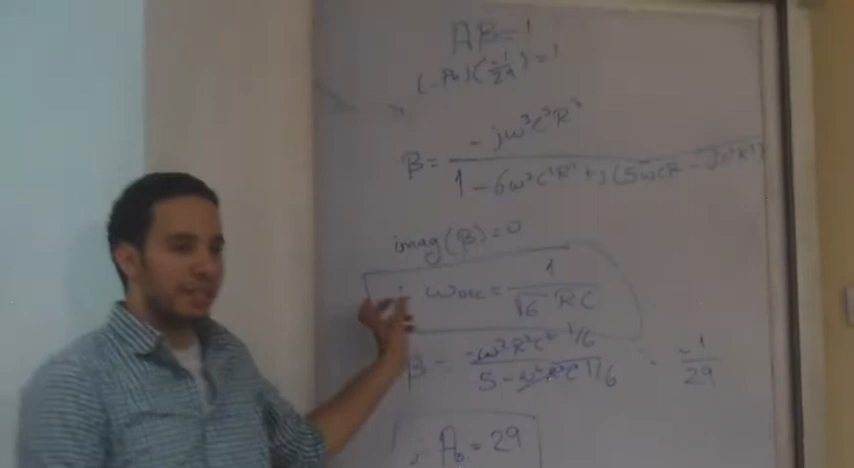 Aβ=1
(-A₀)(-1/29)=1
β = -jω³C³R³ / 1-6ω²C²R²+j(5ωCR-ω³C³R³)
imag(β)=0
∴ ωosc = 1/√6 RC
β = -ω²R²C² 1/6 / 5-ω²R²C² 1/6 = -1/29
∴ A₀ = 29